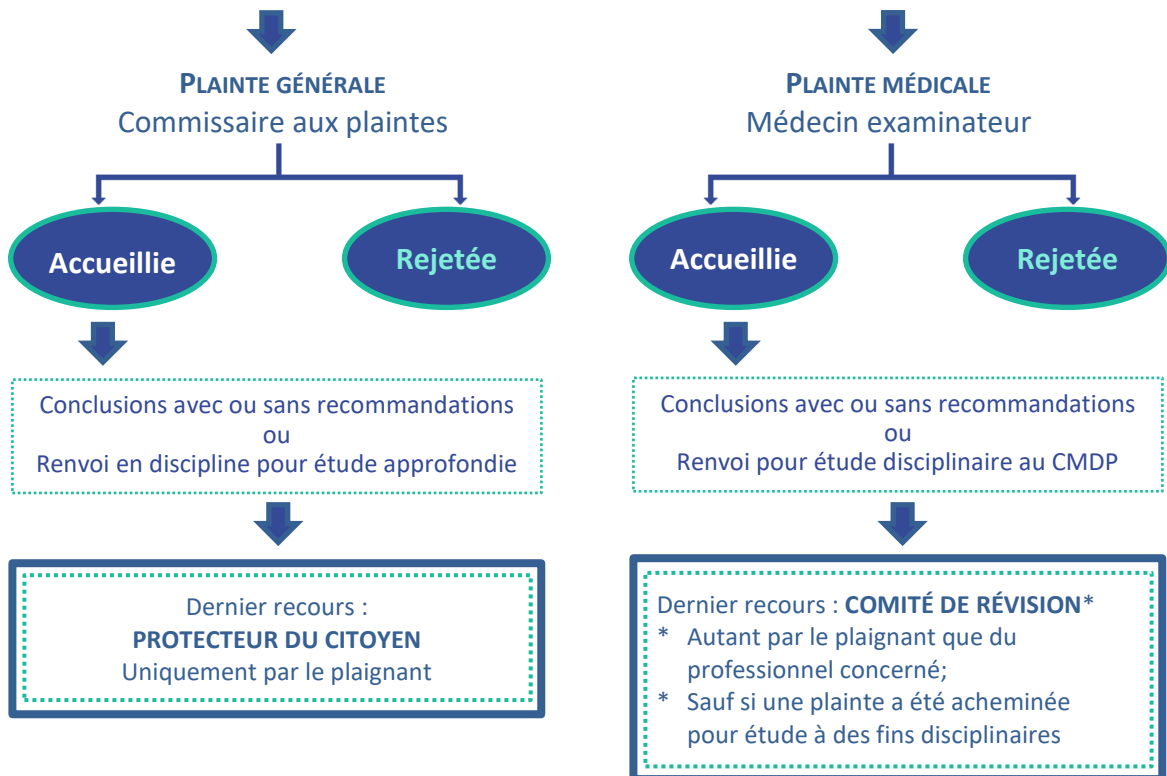 PLAINTE GÉNÉRALE
Commissaire aux plaintes
Accueillie
Rejetée
Conclusions avec ou sans recommandations
ou
Renvoi en discipline pour étude approfondie
Dernier recours :
PROTECTEUR DU CITOYEN
Uniquement par le plaignant
PLAINTE MÉDICALE
Médecin examinateur
Accueillie
Rejetée
Conclusions avec ou sans recommandations
ou
Renvoi pour étude disciplinaire au CMDP
Dernier recours : COMITÉ DE RÉVISION*
* Autant par le plaignant que du
professionnel concerné;
* Sauf si une plainte a été acheminée
pour étude à des fins disciplinaires